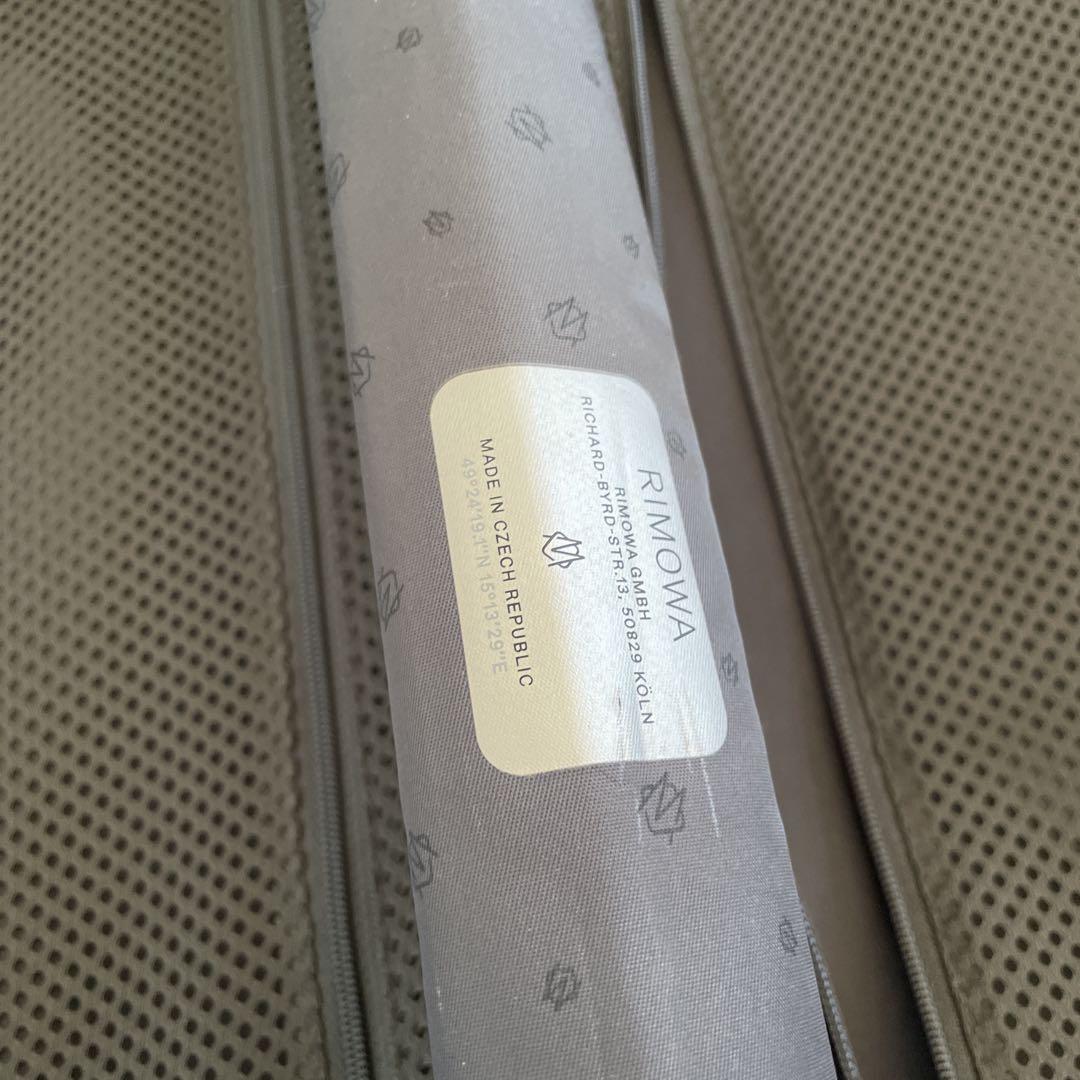 RIMOWA
RIMOWA GMBH
RICHARD-BYRD-STR.13, 50829 KÖLN
MADE IN CZECH REPUBLIC
49°24'19.1"N 15°13'29"E